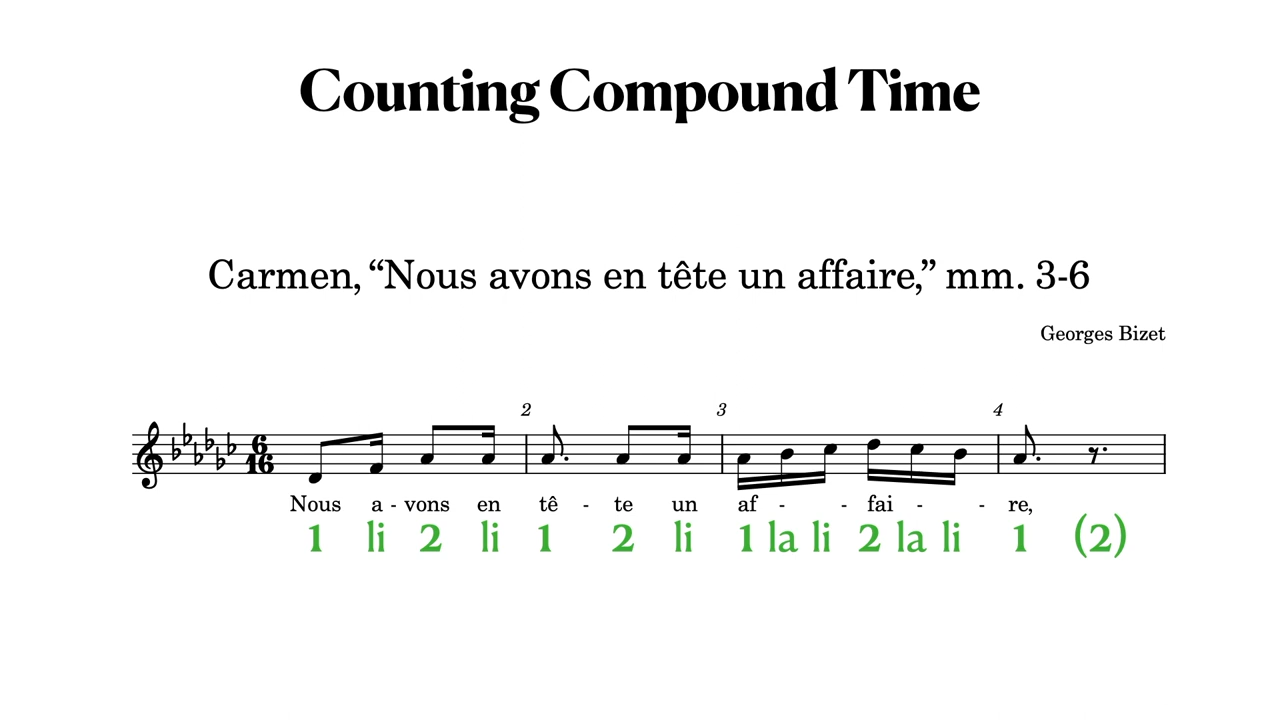 Counting Compound Time
Carmen, “Nous avons en tête un affaire,” mm. 3-6
Georges Bizet
2 3 4
6
16
Nous a - vons en tê - te un af - - fai - - re,
1 li 2 li 1 2 li 1 la li 2 la li 1 (2)